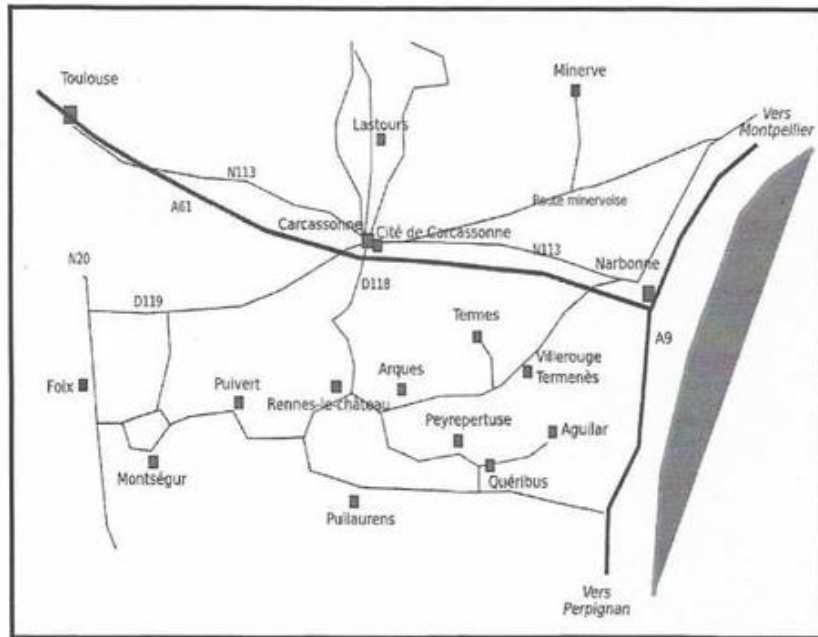 Toulouse
Minerve
Vers
Montpellier
Lastours
N113
Route minervoise
A61
Carcassonne
Cité de Carcassonne
N113
Narbonne
N20
D118
D119
Termes
A9
Villerouge
Termenès
Foix
Puivert
Arques
Rennes-le-château
Peyrepertuse
Aguilar
Montségur
Quéribus
Puilaurens
Vers
Perpignan